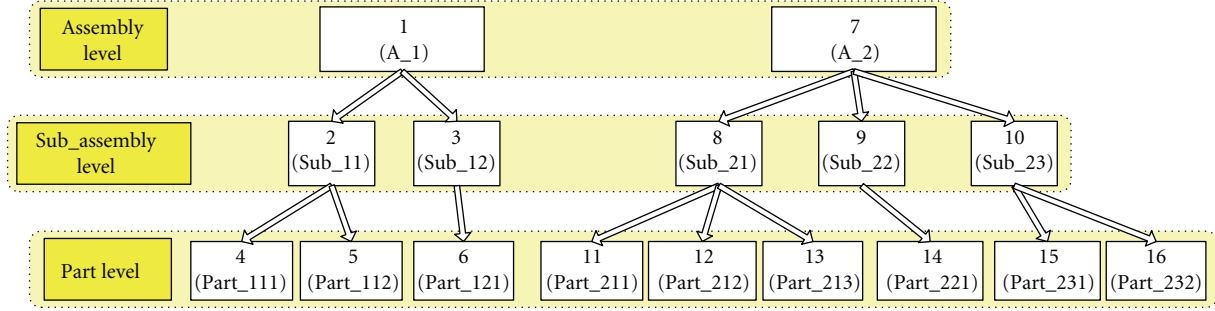 Assembly
level
1
(A_1)
7
(A_2)
Sub_assembly
level
2
(Sub_11)
3
(Sub_12)
8
(Sub_21)
9
(Sub_22)
10
(Sub_23)
Part level
4
(Part_111)
5
(Part_112)
6
(Part_121)
11
(Part_211)
12
(Part_212)
13
(Part_213)
14
(Part_221)
15
(Part_231)
16
(Part_232)